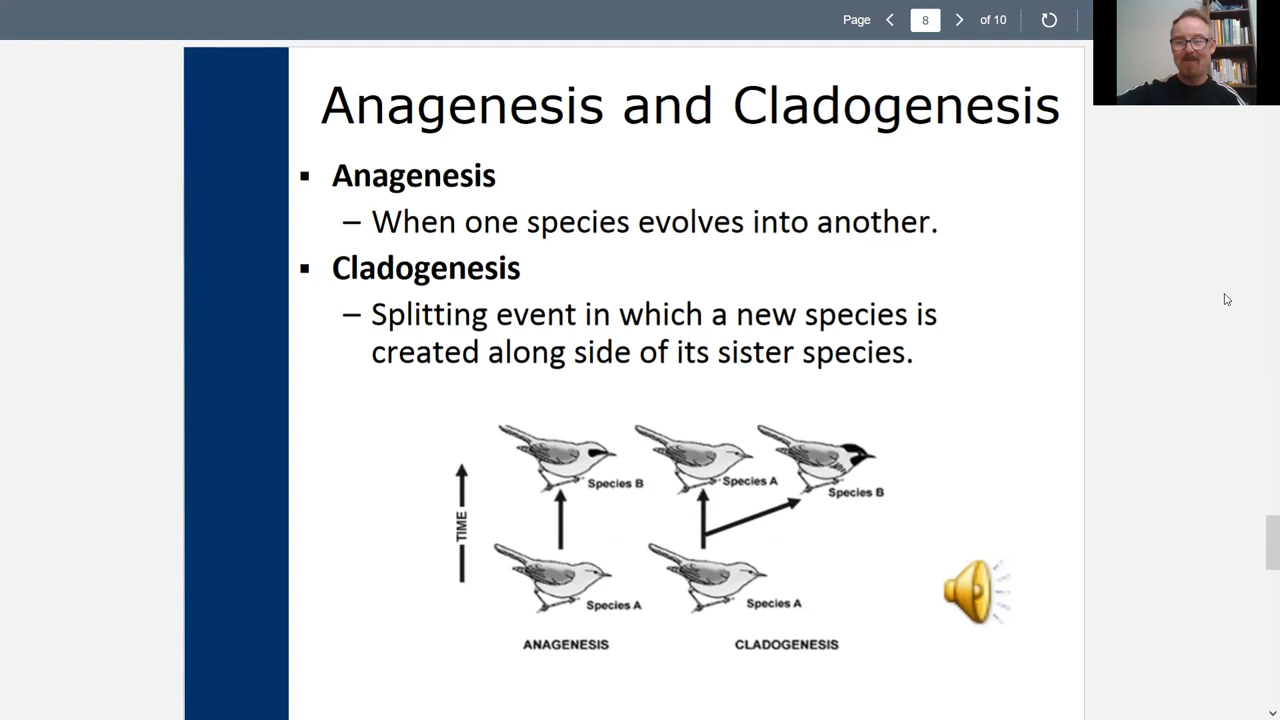 Page 8 of 10
Anagenesis and Cladogenesis
▪ Anagenesis
– When one species evolves into another.
▪ Cladogenesis
– Splitting event in which a new species is
created along side of its sister species.
TIME
Species B
Species A
Species B
Species A
Species A
ANAGENESIS
CLADOGENESIS